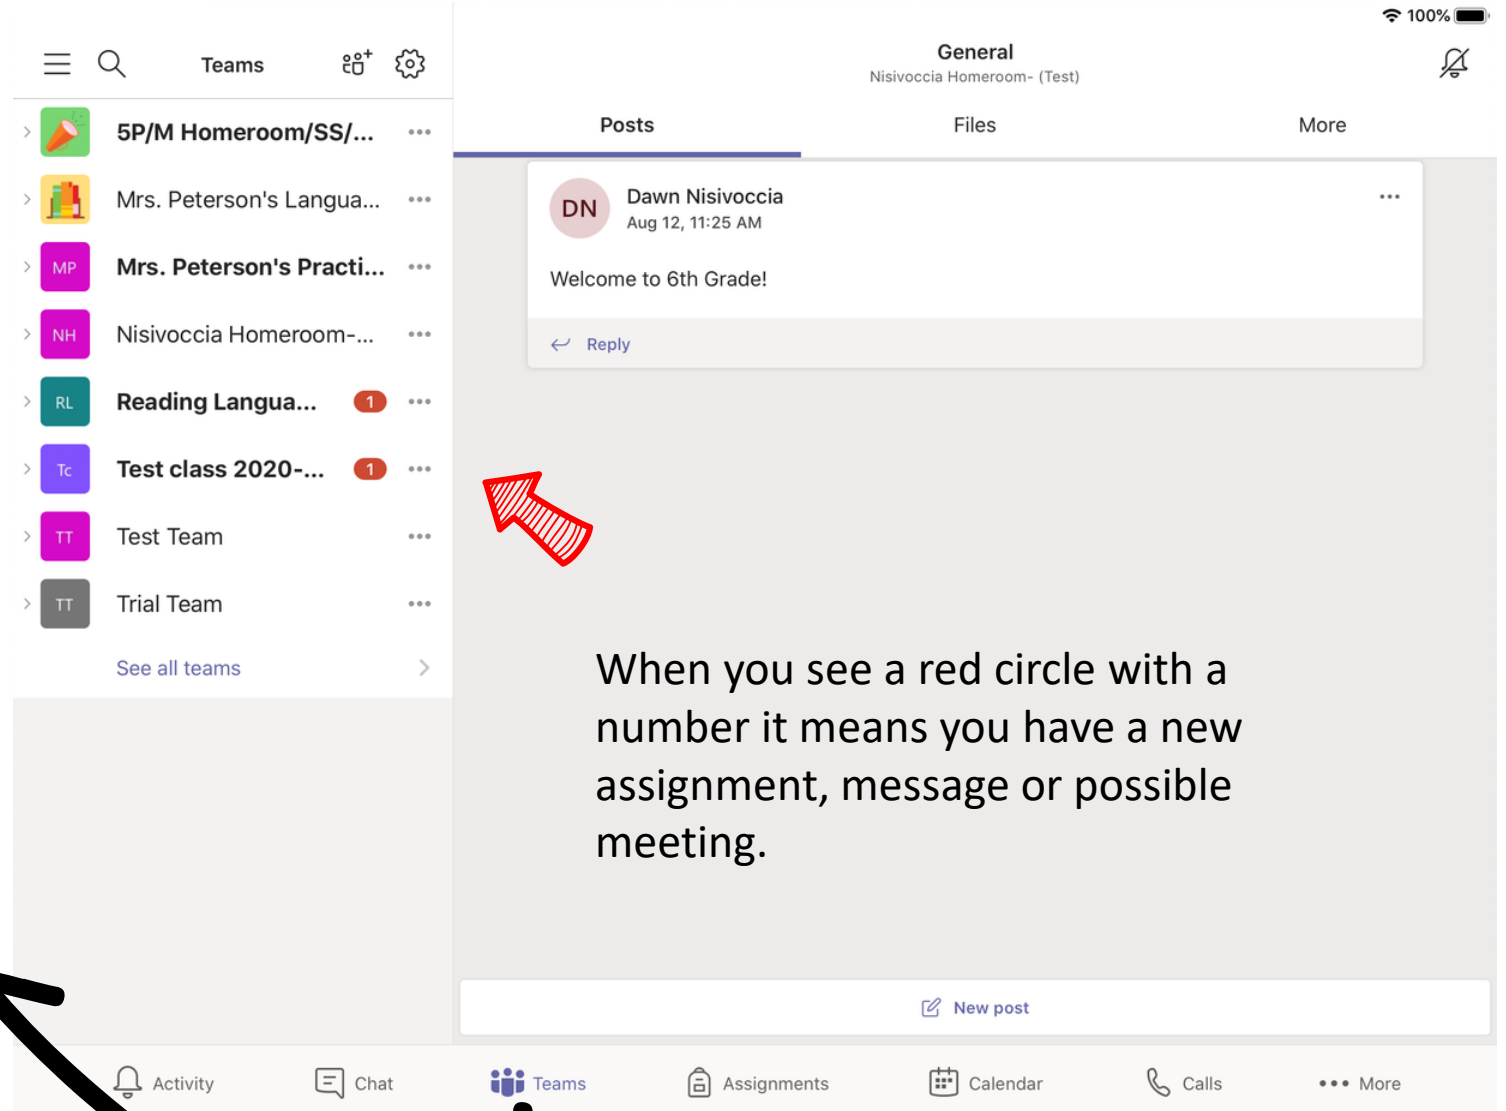 100%
Teams
General
Nisivoccia Homeroom- (Test)
Posts
Files
More
5P/M Homeroom/SS/...
Mrs. Peterson's Langua...
MP
Mrs. Peterson's Practi...
NH
Nisivoccia Homeroom-...
RL
Reading Langua...
1
Tc
Test class 2020-...
1
TT
Test Team
TT
Trial Team
See all teams
DN
Dawn Nisivoccia
Aug 12, 11:25 AM
Welcome to 6th Grade!
Reply
When you see a red circle with a
number it means you have a new
assignment, message or possible
meeting.
New post
Activity
Chat
Teams
Assignments
Calendar
Calls
More